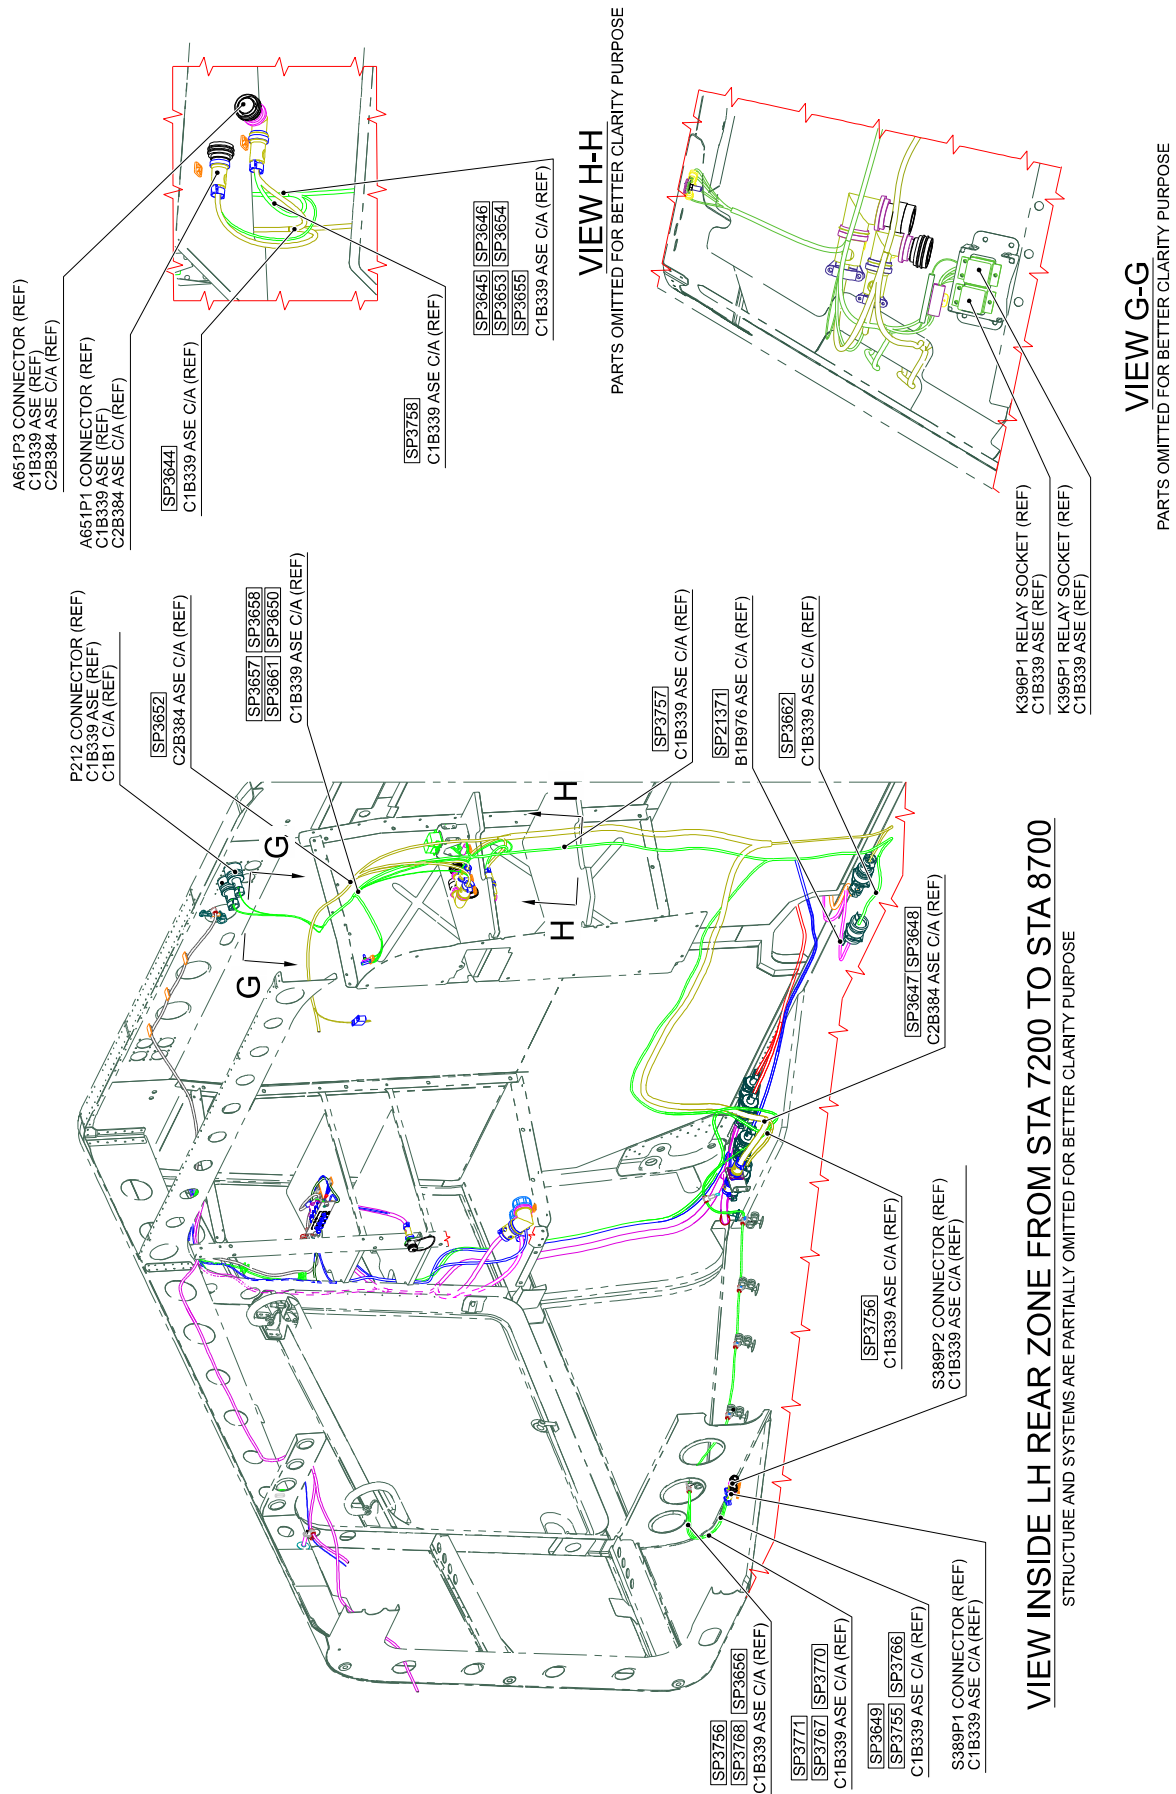 A651P3 CONNECTOR (REF)
C1B339 ASE (REF)
C2B384 ASE C/A (REF)
A651P1 CONNECTOR (REF)
C1B339 ASE (REF)
C2B384 ASE C/A (REF)
SP3644
C1B339 ASE C/A (REF)
SP3758
C1B339 ASE C/A (REF)
SP3645 SP3646
SP3653 SP3654
SP3655
C1B339 ASE C/A (REF)
VIEW H-H
PARTS OMITTED FOR BETTER CLARITY PURPOSE
K396P1 RELAY SOCKET (REF)
C1B339 ASE (REF)
K395P1 RELAY SOCKET (REF)
C1B339 ASE (REF)
VIEW G-G
PARTS OMITTED FOR BETTER CLARITY PURPOSE
P212 CONNECTOR (REF)
C1B339 ASE (REF)
C1B1 C/A (REF)
SP3652
C2B384 ASE C/A (REF)
SP3657 SP3658
SP3661 SP3650
C1B339 ASE C/A (REF)
SP3757
C1B339 ASE C/A (REF)
SP21371
B1B976 ASE C/A (REF)
SP3662
C1B339 ASE C/A (REF)
G
G
H
H
SP3647 SP3648
C2B384 ASE C/A (REF)
SP3756
C1B339 ASE C/A (REF)
S389P2 CONNECTOR (REF)
C1B339 ASE C/A (REF)
SP3756
SP3768 SP3656
C1B339 ASE C/A (REF)
SP3771
SP3767 SP3770
C1B339 ASE C/A (REF)
SP3649
SP3755 SP3766
C1B339 ASE C/A (REF)
S389P1 CONNECTOR (REF)
C1B339 ASE C/A (REF)
VIEW INSIDE LH REAR ZONE FROM STA 7200 TO STA 8700
STRUCTURE AND SYSTEMS ARE PARTIALLY OMITTED FOR BETTER CLARITY PURPOSE